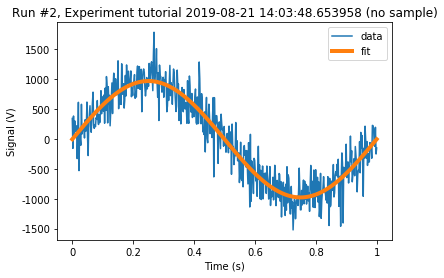 Run #2, Experiment tutorial 2019-08-21 14:03:48.653958 (no sample)
data
fit
Signal (V)
1500
1000
500
0
-500
-1000
-1500
0
0.2
0.4
0.6
0.8
1
Time (s)